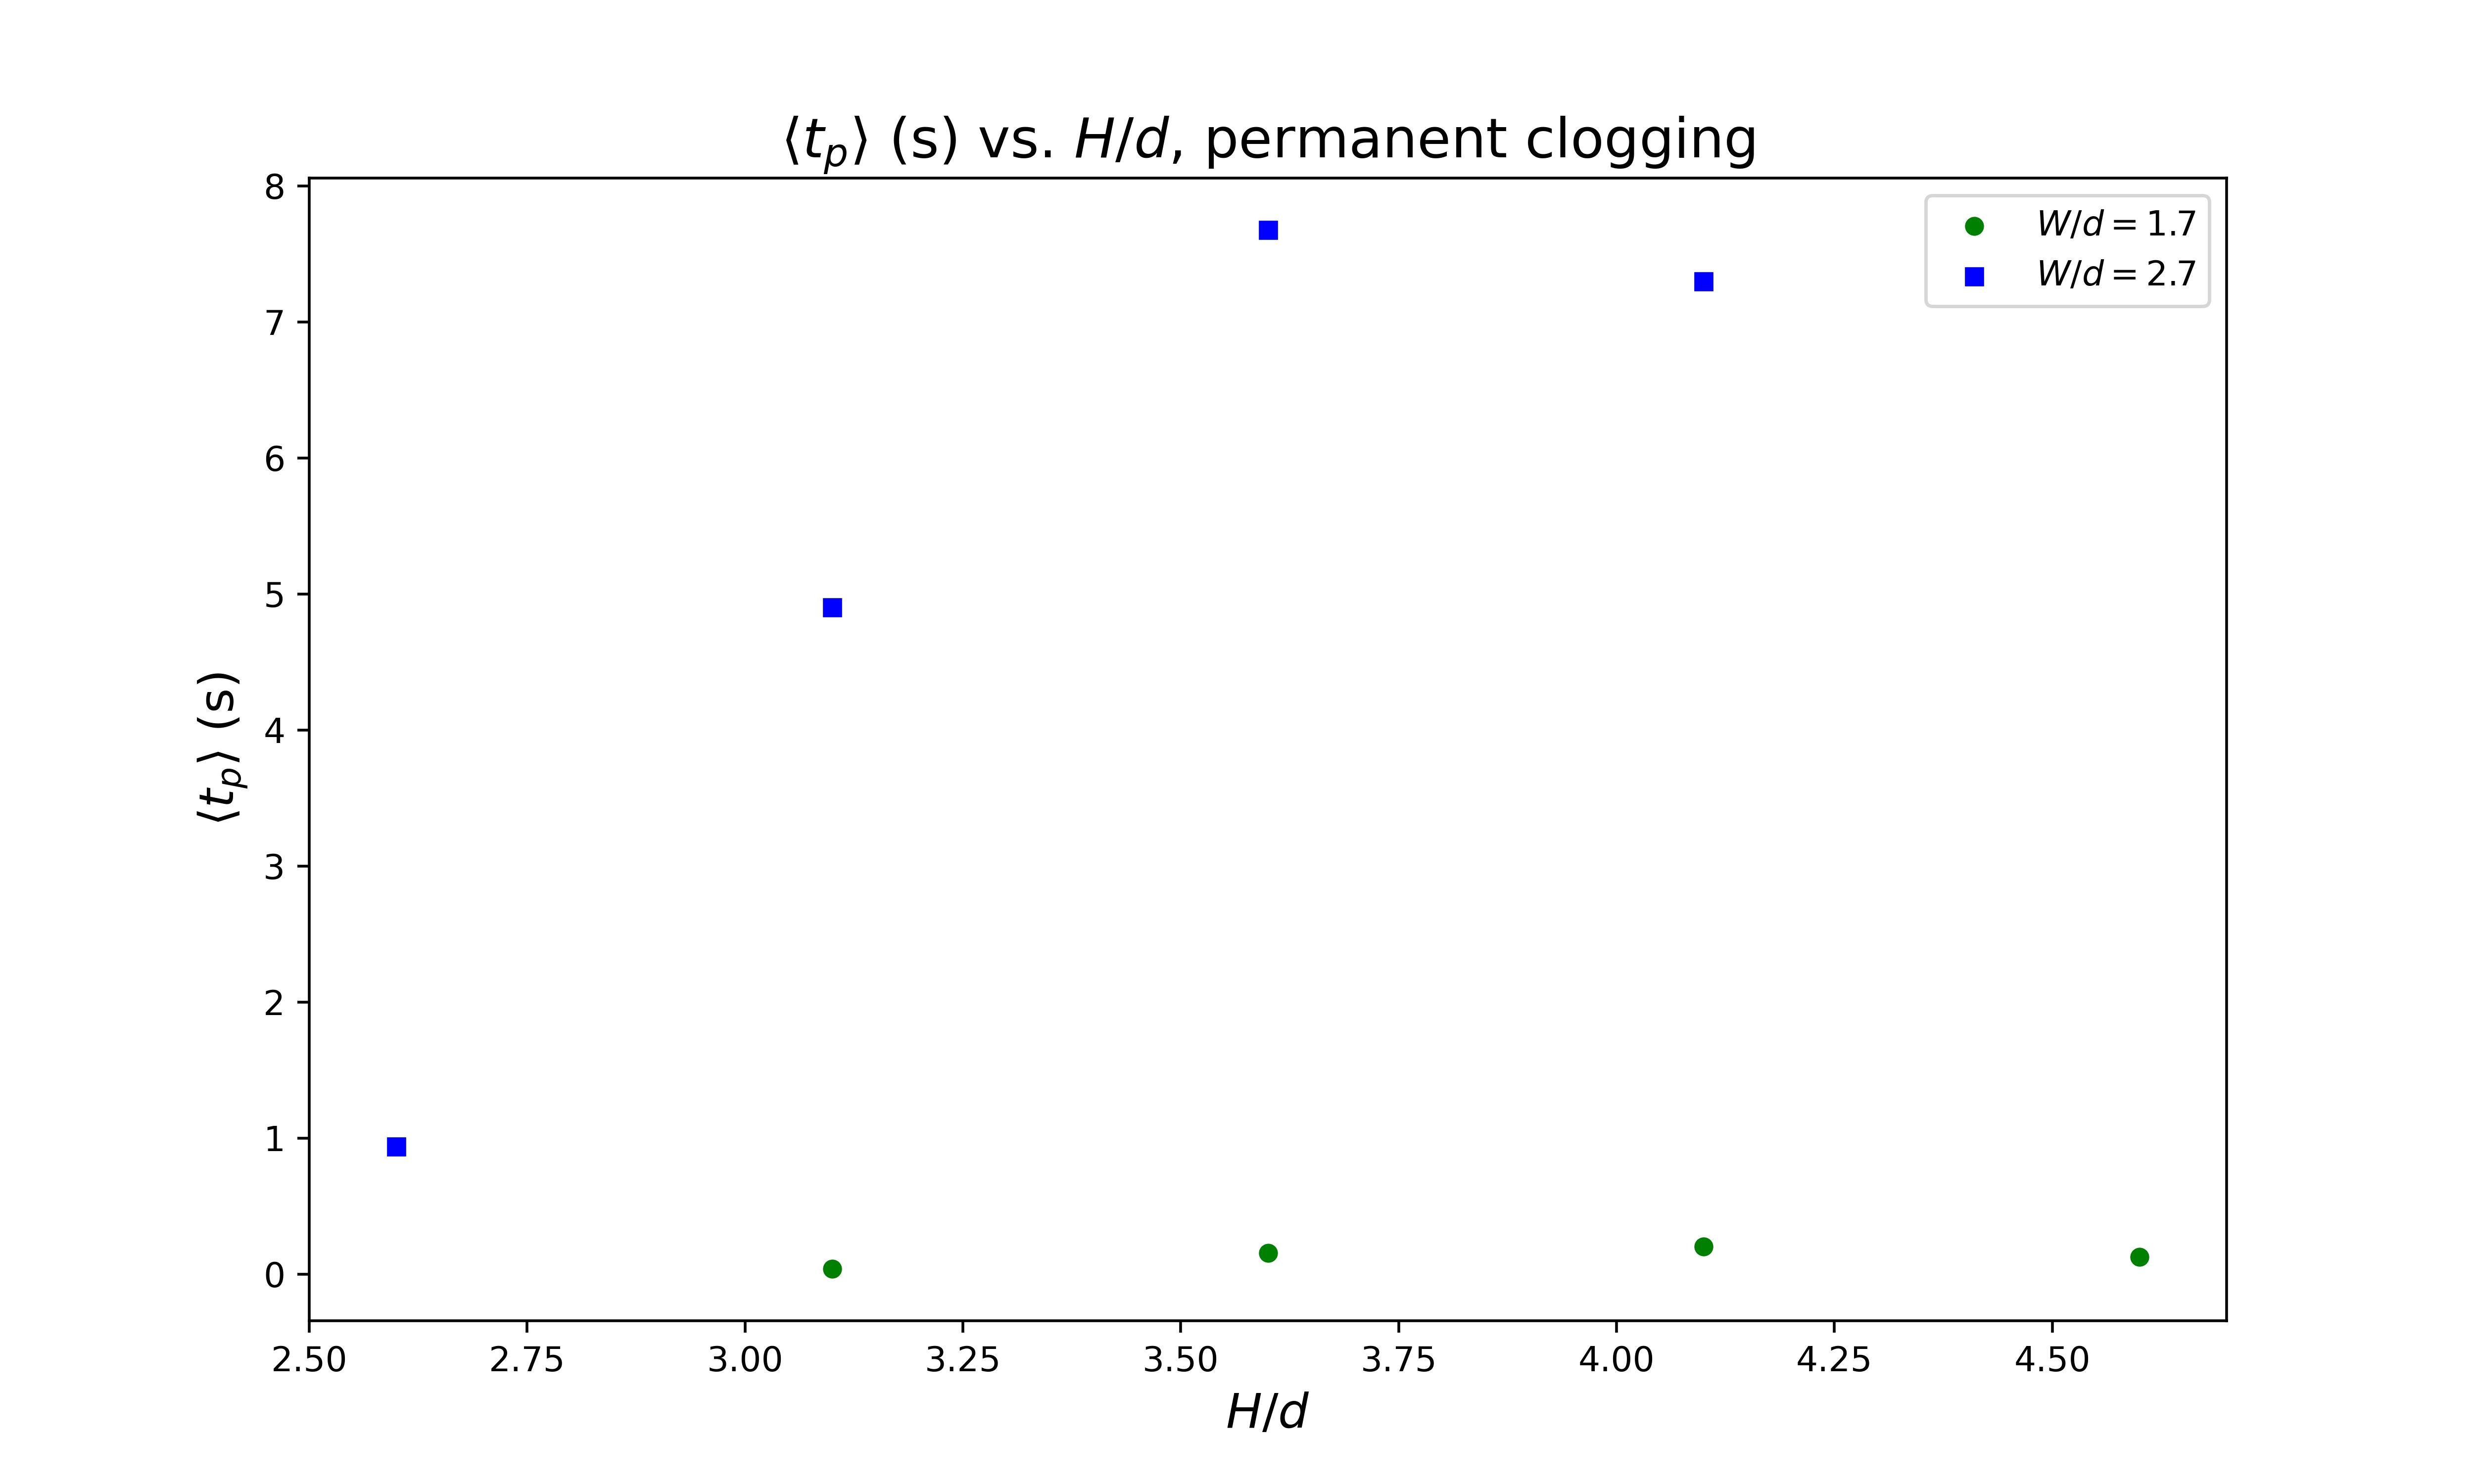 ⟨t_p⟩ (s) vs. H/d, permanent clogging
8
7
6
5
4
3
2
1
0
⟨t_p⟩ (s)
W/d = 1.7
W/d = 2.7
2.50 2.75 3.00 3.25 3.50 3.75 4.00 4.25 4.50
H/d